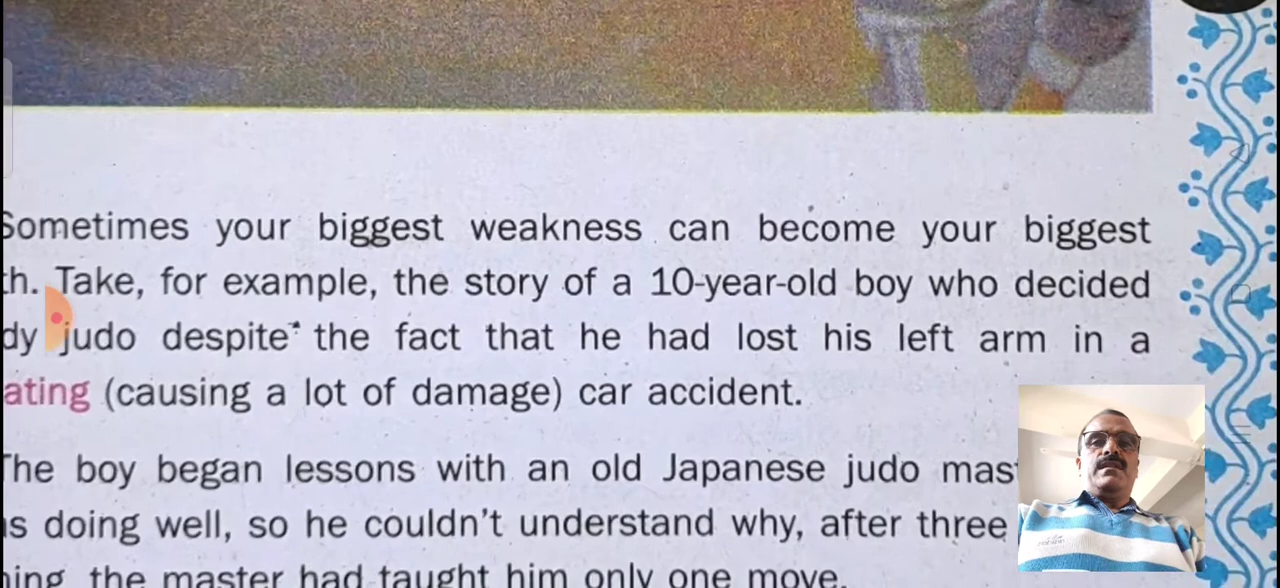 Sometimes your biggest weakness can become your biggest
th. Take, for example, the story of a 10-year-old boy who decided
dy judo despite the fact that he had lost his left arm in a
ating (causing a lot of damage) car accident.
The boy began lessons with an old Japanese judo mast
as doing well, so he couldn't understand why, after three
ning, the master had taught him only one move.